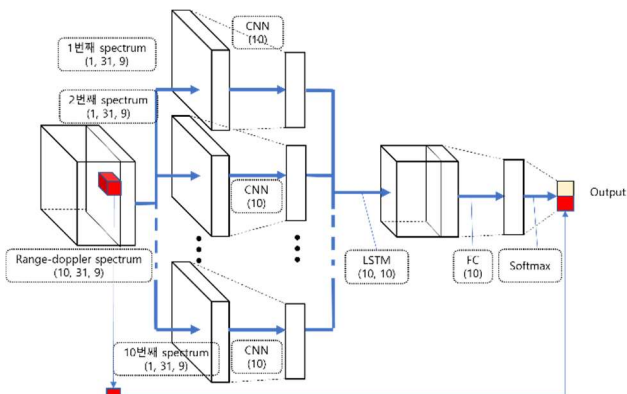 1번째 spectrum
(1, 31, 9)
CNN
(10)
2번째 spectrum
(1, 31, 9)
CNN
(10)
Range-doppler spectrum
(10, 31, 9)
LSTM
(10, 10)
FC
(10)
Softmax
Output
10번째 spectrum
(1, 31, 9)
CNN
(10)